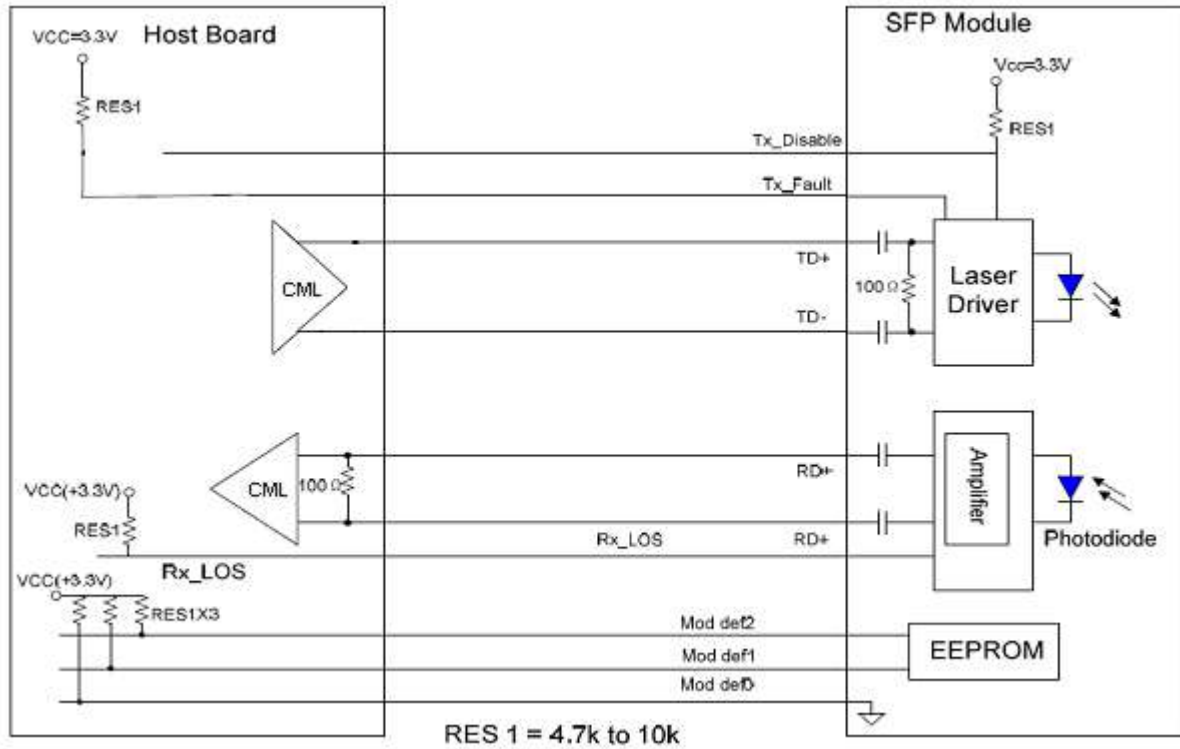 Host Board
SFP Module
VCC=3.3V
RES1
Vcc=3.3V
RES1
Tx_Disable
Tx_Fault
CML
TD+
TD-
100 Ω
Laser
Driver
CML
100 Ω
RD+
RD+
Amplifier
Photodiode
VCC(+3.3V)
RES1
Rx_LOS
Rx_LOS
VCC(+3.3V)
RES1X3
Mod def2
Mod def1
Mod def0
EEPROM
RES 1 = 4.7k to 10k